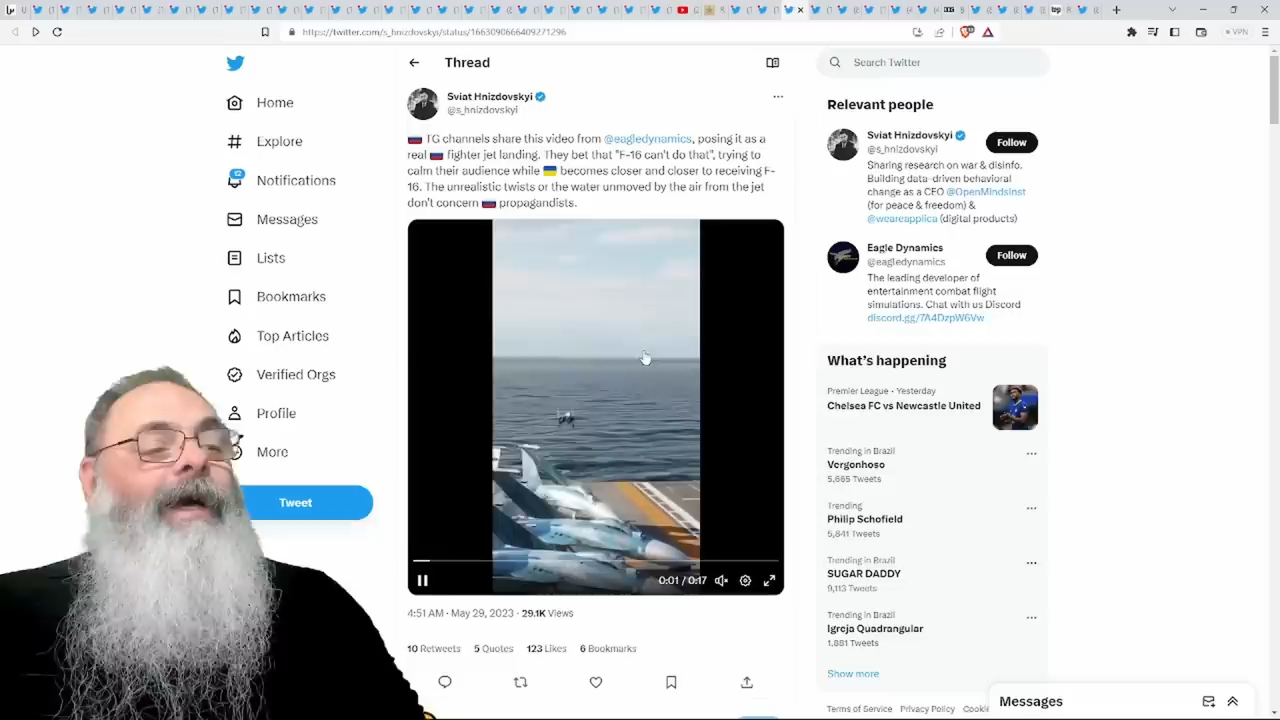 https://twitter.com/s_hnizdovskyi/status/1663090666409271296
VPN
Home
Explore
12
Notifications
Messages
Lists
Bookmarks
Top Articles
Verified Orgs
Profile
More
Tweet
Thread
Sviat Hnizdovskyi
@s_hnizdovskyi
🇷🇺 TG channels share this video from @eagledynamics, posing it as a
real 🇷🇺 fighter jet landing. They bet that "F-16 can't do that", trying to
calm their audience while 🇺🇦 becomes closer and closer to receiving F-
16. The unrealistic twists or the water unmoved by the air from the jet
don't concern 🇷🇺 propagandists.
0:01 / 0:17
4:51 AM · May 29, 2023 · 29.1K Views
10 Retweets 5 Quotes 123 Likes 6 Bookmarks
Search Twitter
Relevant people
Sviat Hnizdovskyi
@s_hnizdovskyi
Follow
Sharing research on war & disinfo.
Building data-driven behavioral
change as a CEO @OpenMindsInst
(for peace & freedom) &
@weareapplica (digital products)
Eagle Dynamics
@eagledynamics
Follow
The leading developer of
entertainment combat flight
simulations. Chat with us Discord
discord.gg/7A4DzpW6Vw
What's happening
Premier League · Yesterday
Chelsea FC vs Newcastle United
Trending in Brazil
Vergonhoso
5,665 Tweets
Trending
Philip Schofield
5,841 Tweets
Trending in Brazil
SUGAR DADDY
9,113 Tweets
Trending in Brazil
Igreja Quadrangular
1,881 Tweets
Show more
Terms of Service Privacy Policy Cookie
Messages